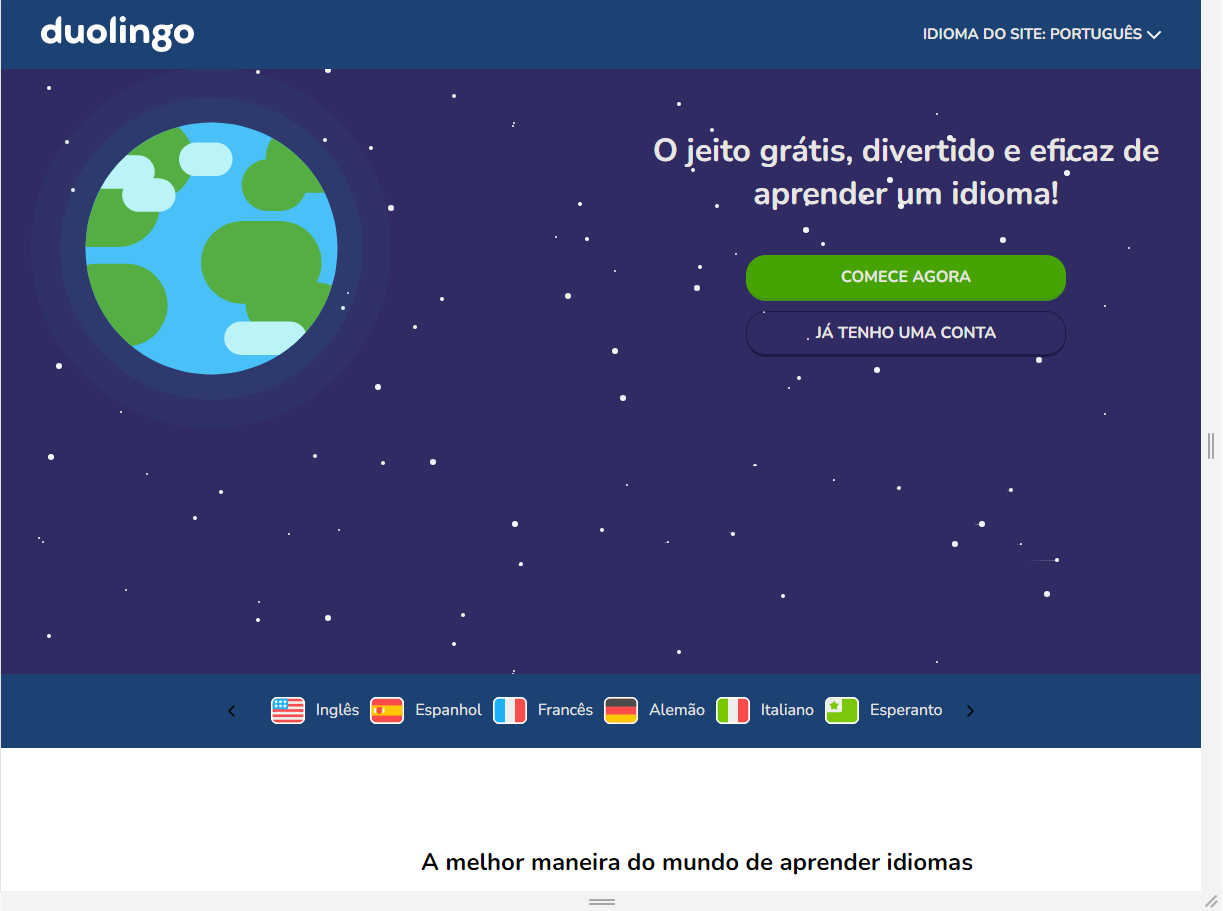 duolingo
IDIOMA DO SITE: PORTUGUÊS
O jeito grátis, divertido e eficaz de
aprender um idioma!
COMECE AGORA
JÁ TENHO UMA CONTA
Inglês Espanhol Francês Alemão Italiano Esperanto
A melhor maneira do mundo de aprender idiomas